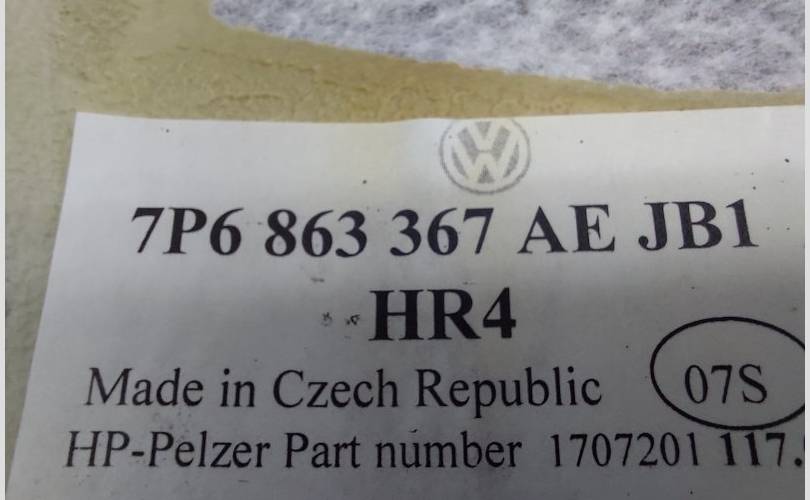 7P6 863 367 AE JB1
HR4
Made in Czech Republic 07S
HP-Pelzer Part number 1707201 117.